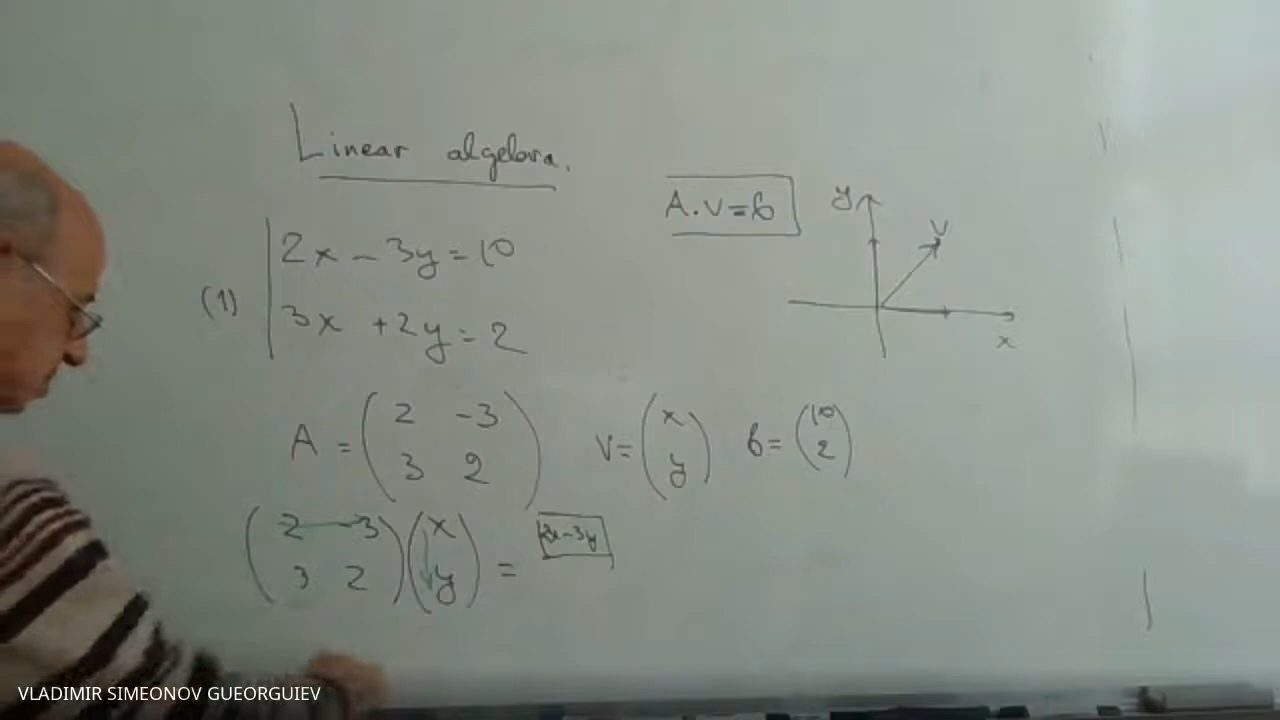 Linear algebra.
A.v=b
y
v
x
(1)
2x - 3y = 10
3x + 2y = 2
A = ( 2 -3
3 2 )
v = ( x
y )
b = ( 10
2 )
( 2 -3
3 2 ) ( x
y ) =
2x-3y
VLADIMIR SIMEONOV GUEORGUIEV